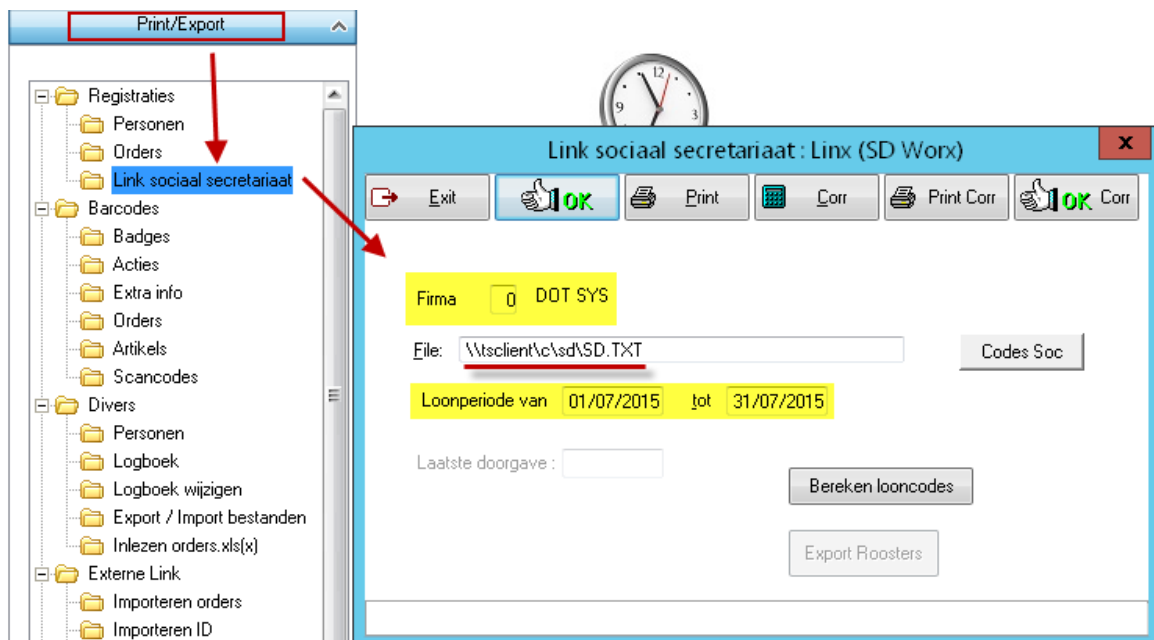 Print/Export
Registraties
Personen
Orders
Link sociaal secretariaat
Barcodes
Badges
Acties
Extra info
Orders
Artikels
Scancodes
Divers
Personen
Logboek
Logboek wijzigen
Export / Import bestanden
Inlezen orders.xls(x)
Externe Link
Importeren orders
Importeren ID
12
9
3
Link sociaal secretariaat : Linx (SD Worx)
x
Exit OK Print Corr Print Corr OK Corr
Firma 0 DOT SYS
File: \\tsclient\c\sd\SD.TXT Codes Soc
Loonperiode van 01/07/2015 tot 31/07/2015
Laatste doorgave :
Bereken looncodes
Export Roosters